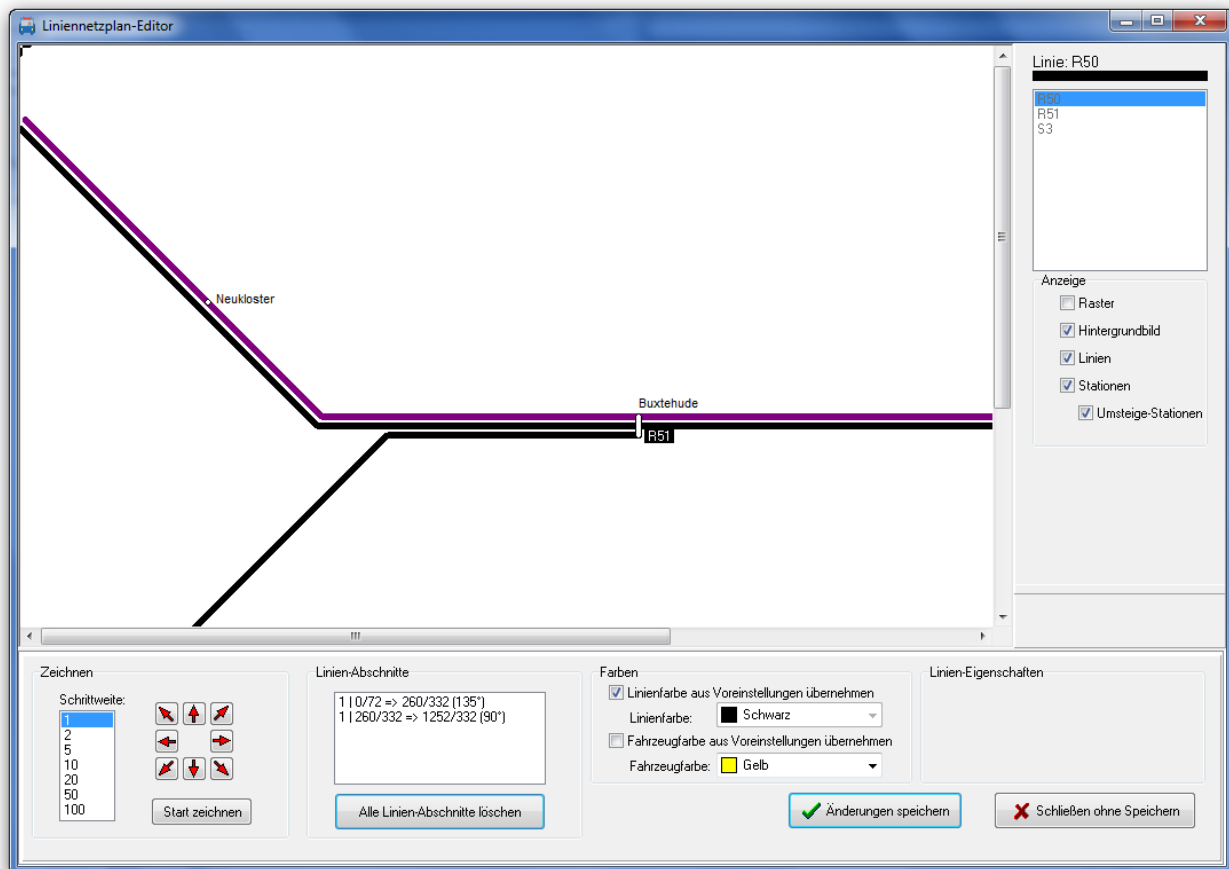 Liniennetzplan-Editor
Linie: R50
R50
R51
S3
Neukloster
Buxtehude
R51
Anzeige
Raster
Hintergrundbild
Linien
Stationen
Umsteige-Stationen
Zeichnen
Schrittweite:
1
2
5
10
20
50
100
Start zeichnen
Linien-Abschnitte
1 | 0/72 => 260/332 (135°)
1 | 260/332 => 1252/332 (90°)
Alle Linien-Abschnitte löschen
Farben
Linienfarbe aus Voreinstellungen übernehmen
Linienfarbe: Schwarz
Fahrzeugfarbe aus Voreinstellungen übernehmen
Fahrzeugfarbe: Gelb
Linien-Eigenschaften
Änderungen speichern
Schließen ohne Speichern